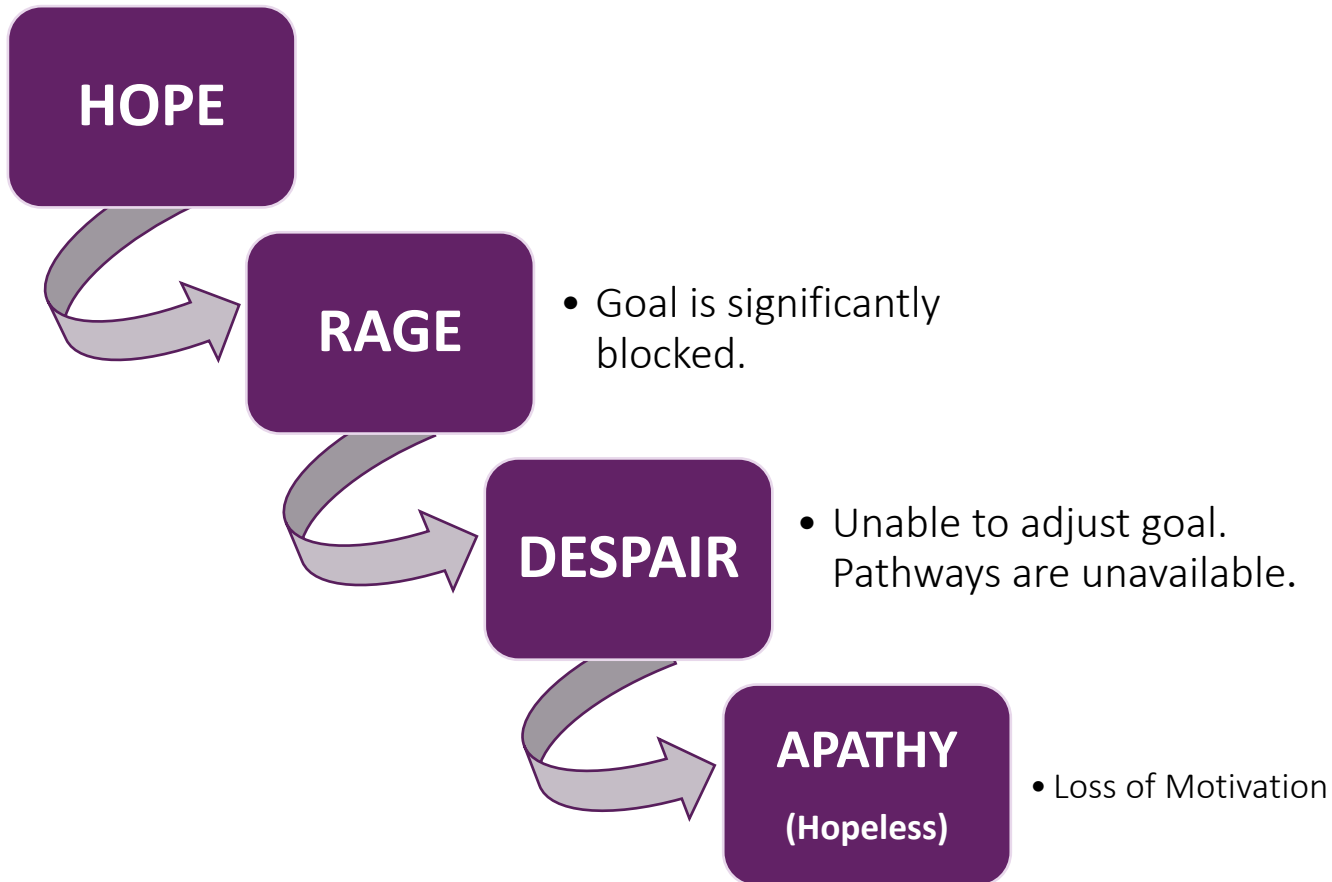 HOPE
RAGE
• Goal is significantly
blocked.
DESPAIR
• Unable to adjust goal.
Pathways are unavailable.
APATHY
(Hopeless)
• Loss of Motivation